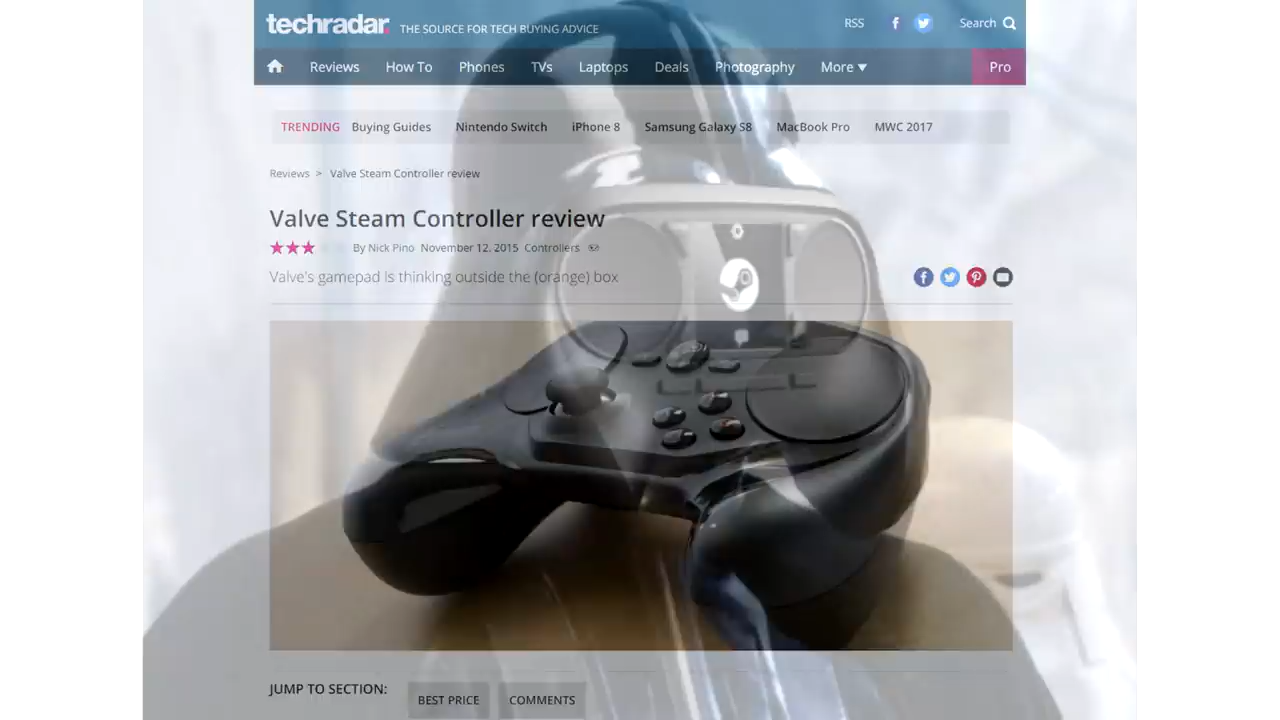 techradar. THE SOURCE FOR TECH BUYING ADVICE RSS Search
Reviews How To Phones TVs Laptops Deals Photography More Pro
TRENDING Buying Guides Nintendo Switch iPhone 8 Samsung Galaxy S8 MacBook Pro MWC 2017
Reviews > Valve Steam Controller review
Valve Steam Controller review
By Nick Pino November 12, 2015 Controllers
Valve's gamepad is thinking outside the (orange) box
JUMP TO SECTION: BEST PRICE COMMENTS